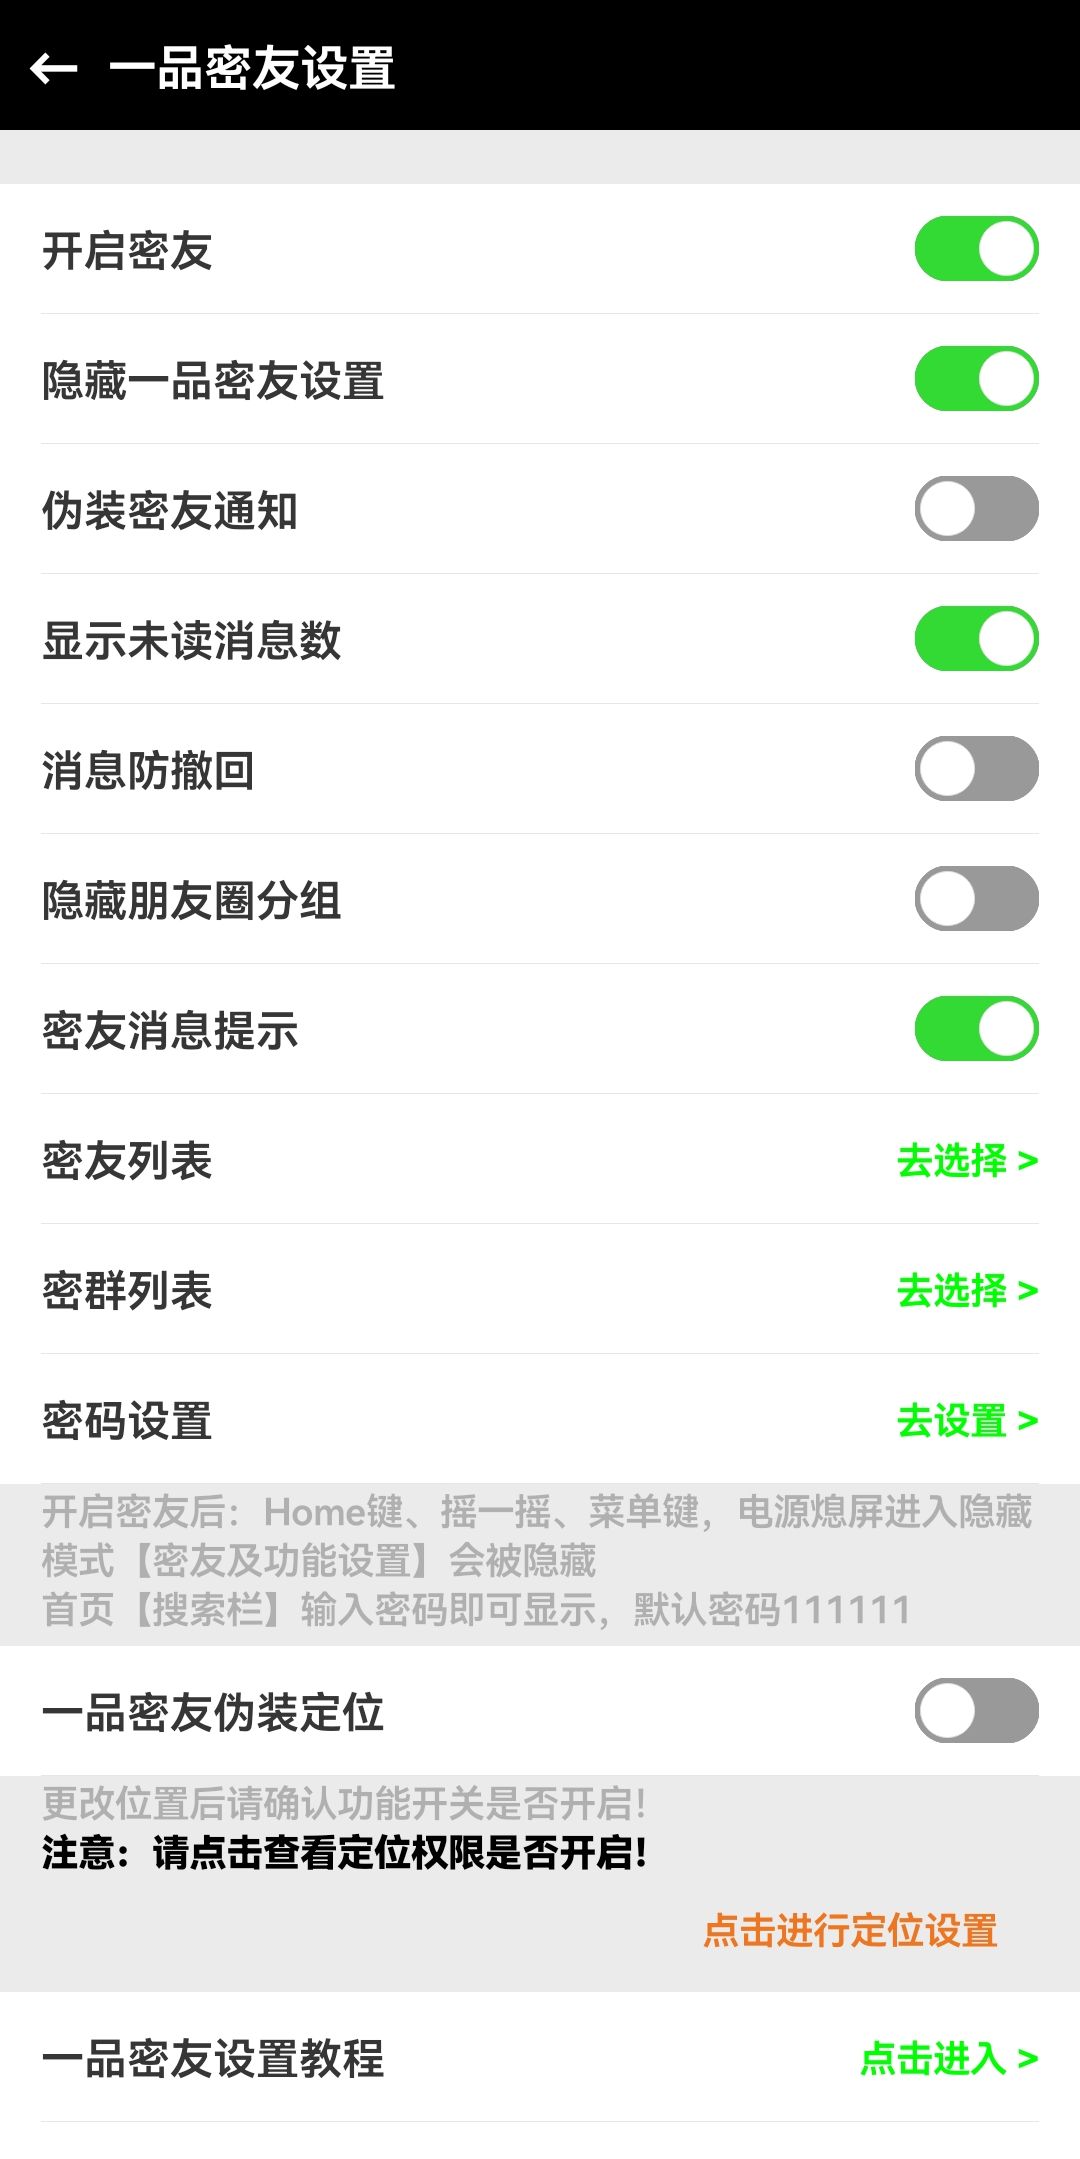 一品密友设置
开启密友
隐藏一品密友设置
伪装密友通知
显示未读消息数
消息防撤回
隐藏朋友圈分组
密友消息提示
密友列表 去选择 >
密群列表 去选择 >
密码设置 去设置 >
开启密友后：Home键、摇一摇、菜单键，电源熄屏进入隐藏
模式【密友及功能设置】会被隐藏
首页【搜索栏】输入密码即可显示，默认密码111111
一品密友伪装定位
更改位置后请确认功能开关是否开启!
注意：请点击查看定位权限是否开启!
点击进行定位设置
一品密友设置教程 点击进入 >